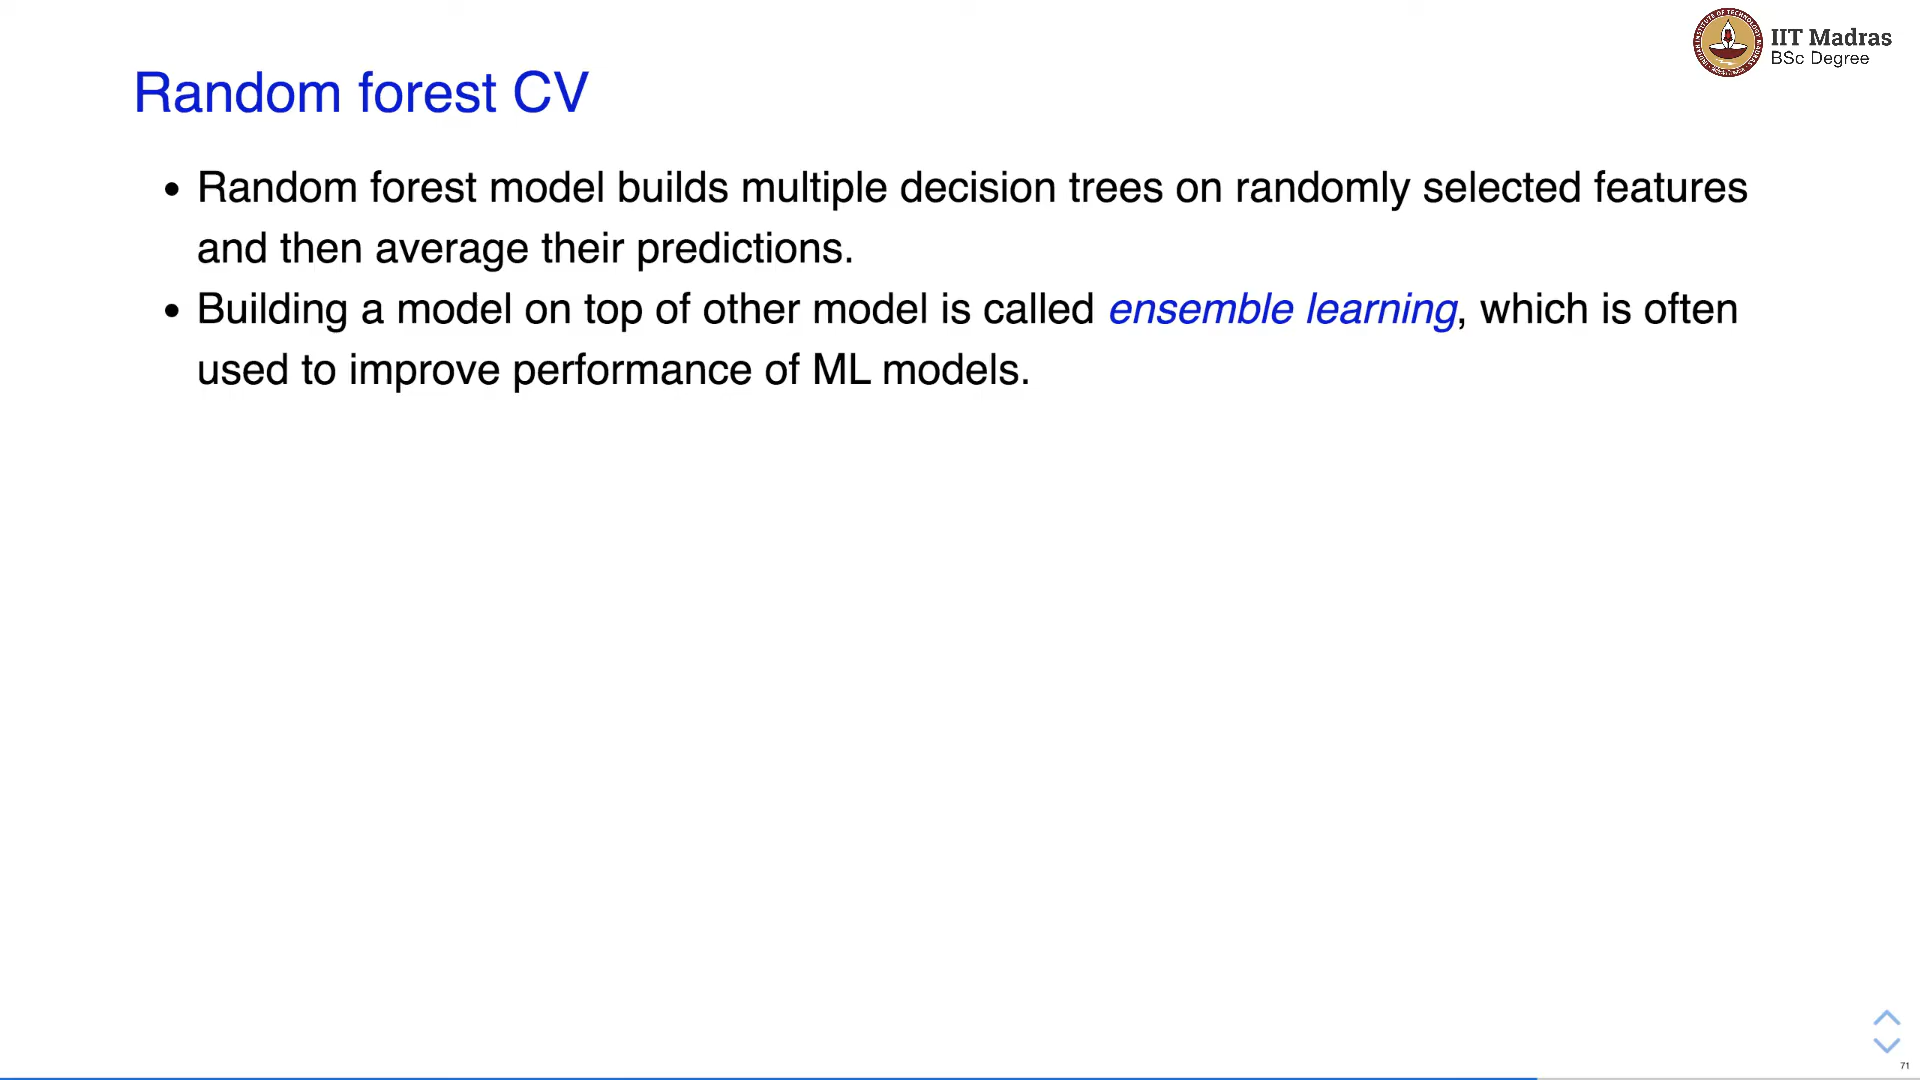 IIT Madras
BSc Degree
Random forest CV
• Random forest model builds multiple decision trees on randomly selected features
and then average their predictions.
• Building a model on top of other model is called ensemble learning, which is often
used to improve performance of ML models.
71